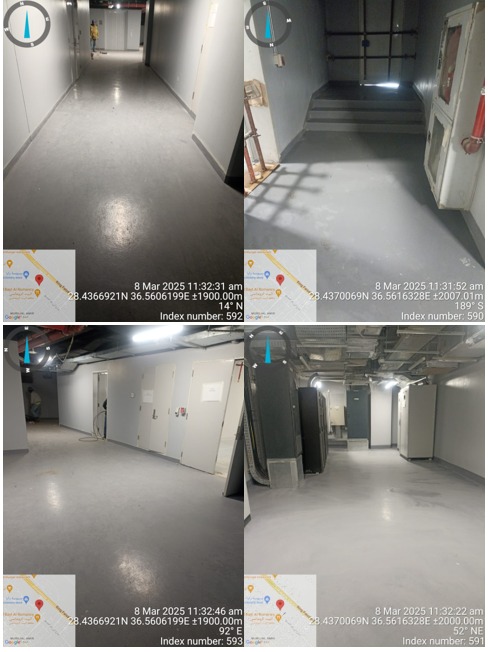 8 Mar 2025 11:32:31 am
28.4366921N 36.5606199E ±1900.00m
14° N
Index number: 592
8 Mar 2025 11:31:52 am
28.4370069N 36.5616328E ±2007.01m
189° S
Index number: 590
8 Mar 2025 11:32:46 am
28.4366921N 36.5606199E ±1900.00m
92° E
Index number: 593
8 Mar 2025 11:32:22 am
28.4370069N 36.5616328E ±2000.00m
52° NE
Index number: 591